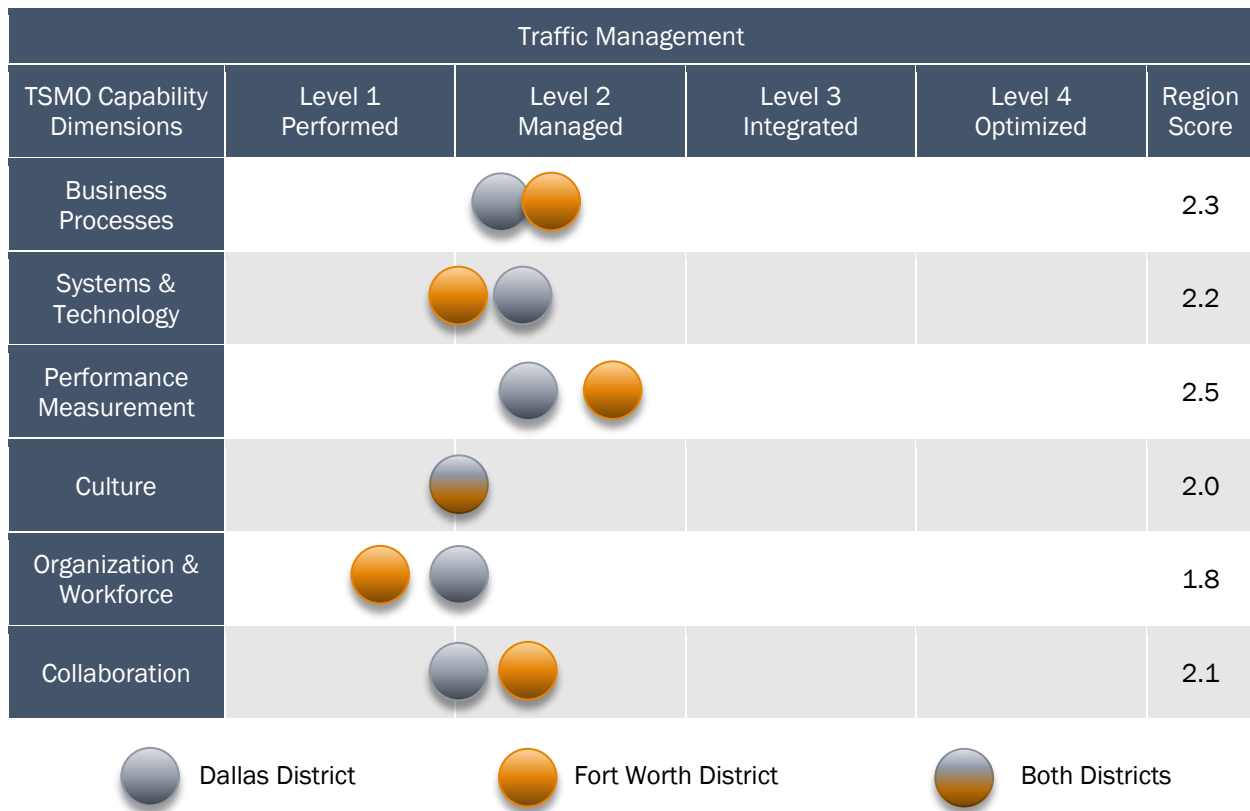 Traffic Management
TSMO Capability
Dimensions
Level 1
Performed
Level 2
Managed
Level 3
Integrated
Level 4
Optimized
Region
Score
Business
Processes
2.3
Systems &
Technology
2.2
Performance
Measurement
2.5
Culture
2.0
Organization &
Workforce
1.8
Collaboration
2.1
Dallas District
Fort Worth District
Both Districts